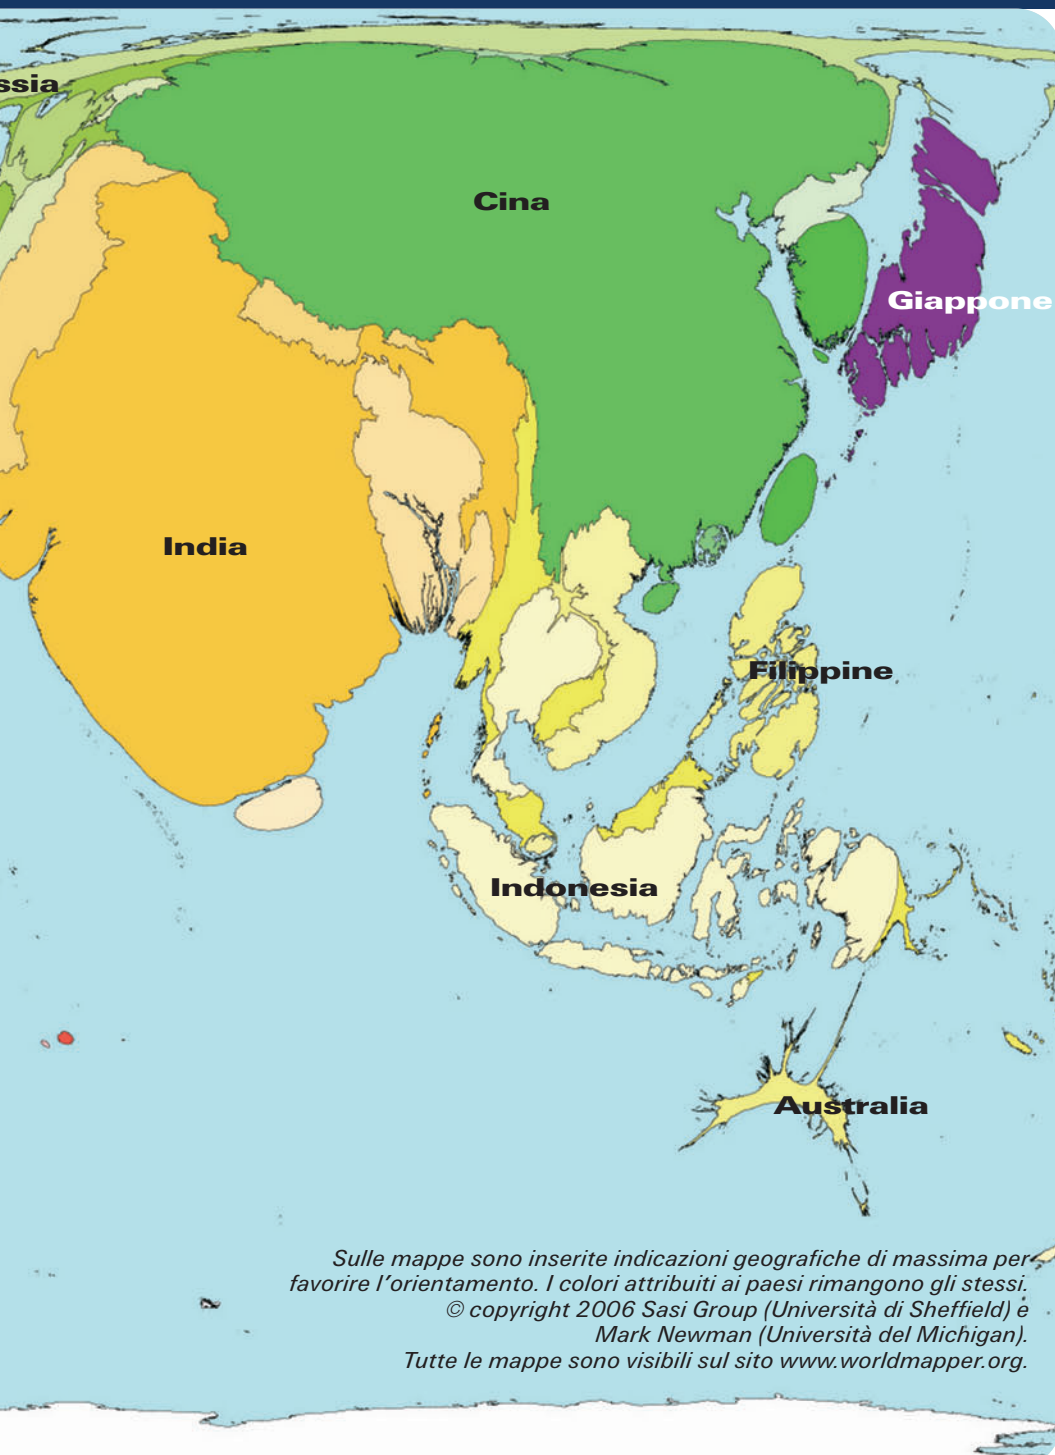 ssia
Cina
Giappone
India
Filippine
Indonesia
Australia
Sulle mappe sono inserite indicazioni geografiche di massima per
favorire l'orientamento. I colori attribuiti ai paesi rimangono gli stessi.
© copyright 2006 Sasi Group (Università di Sheffield) e
Mark Newman (Università del Michigan).
Tutte le mappe sono visibili sul sito www.worldmapper.org.